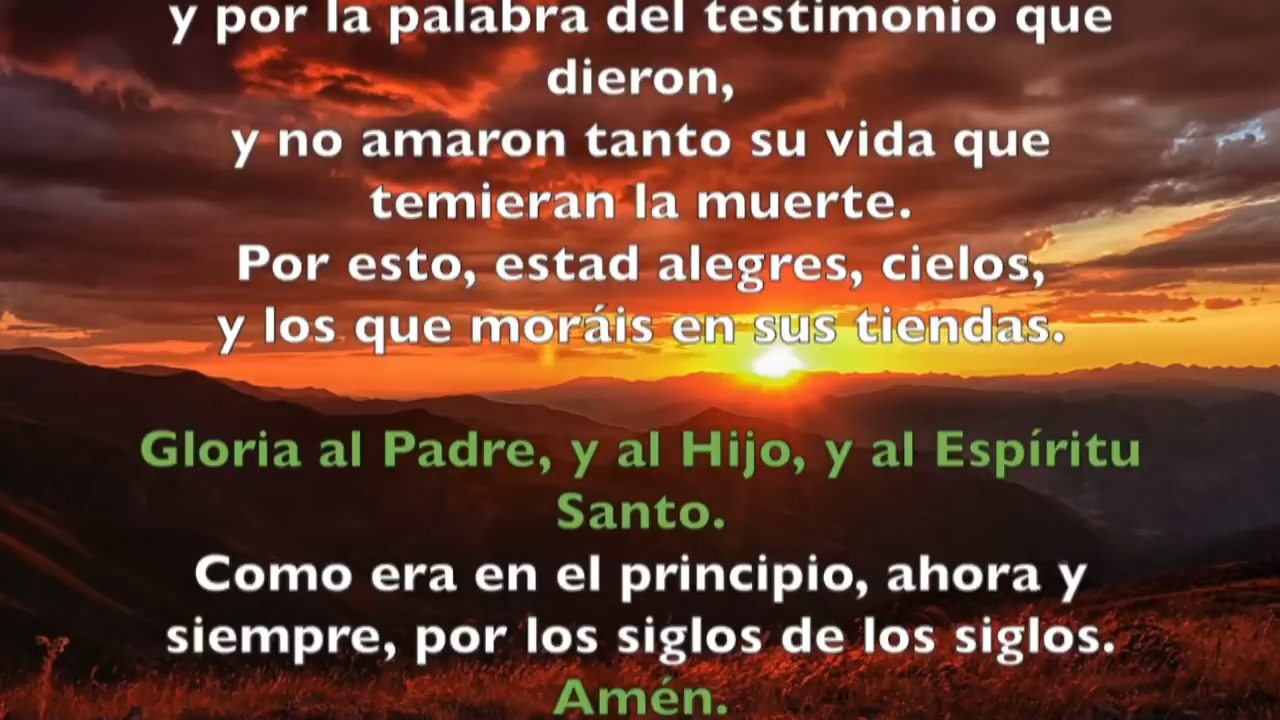 y por la palabra del testimonio que
dieron,
y no amaron tanto su vida que
temieran la muerte.
Por esto, estad alegres, cielos,
y los que moráis en sus tiendas.
Gloria al Padre, y al Hijo, y al Espíritu
Santo.
Como era en el principio, ahora y
siempre, por los siglos de los siglos.
Amén.